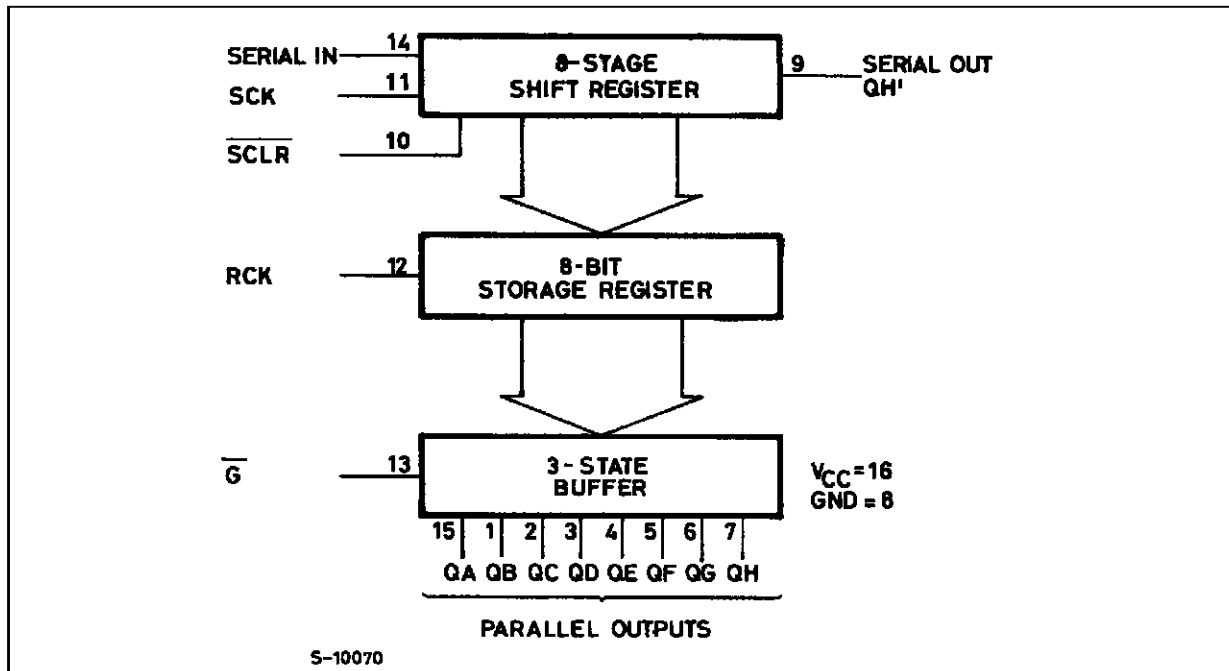 SERIAL IN
14
8-STAGE
SHIFT REGISTER
9
SERIAL OUT
QH'
SCK
11
SCLR
10
RCK
12
8-BIT
STORAGE REGISTER
G
13
3-STATE
BUFFER
VCC=16
GND = 8
15 1 2 3 4 5 6 7
QA QB QC QD QE QF QG QH
PARALLEL OUTPUTS
S-10070